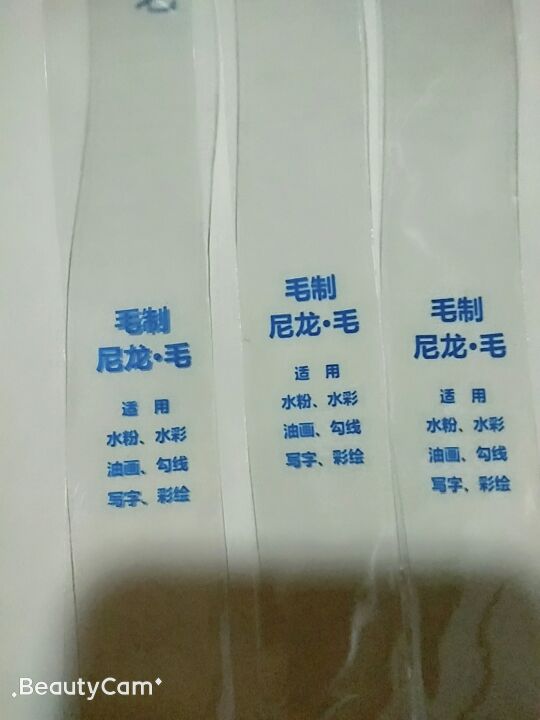 毛制
尼龙·毛
适 用
水粉、水彩
油画、勾线
写字、彩绘
毛制
尼龙·毛
适 用
水粉、水彩
油画、勾线
写字、彩绘
毛制
尼龙·毛
适 用
水粉、水彩
油画、勾线
写字、彩绘
BeautyCam